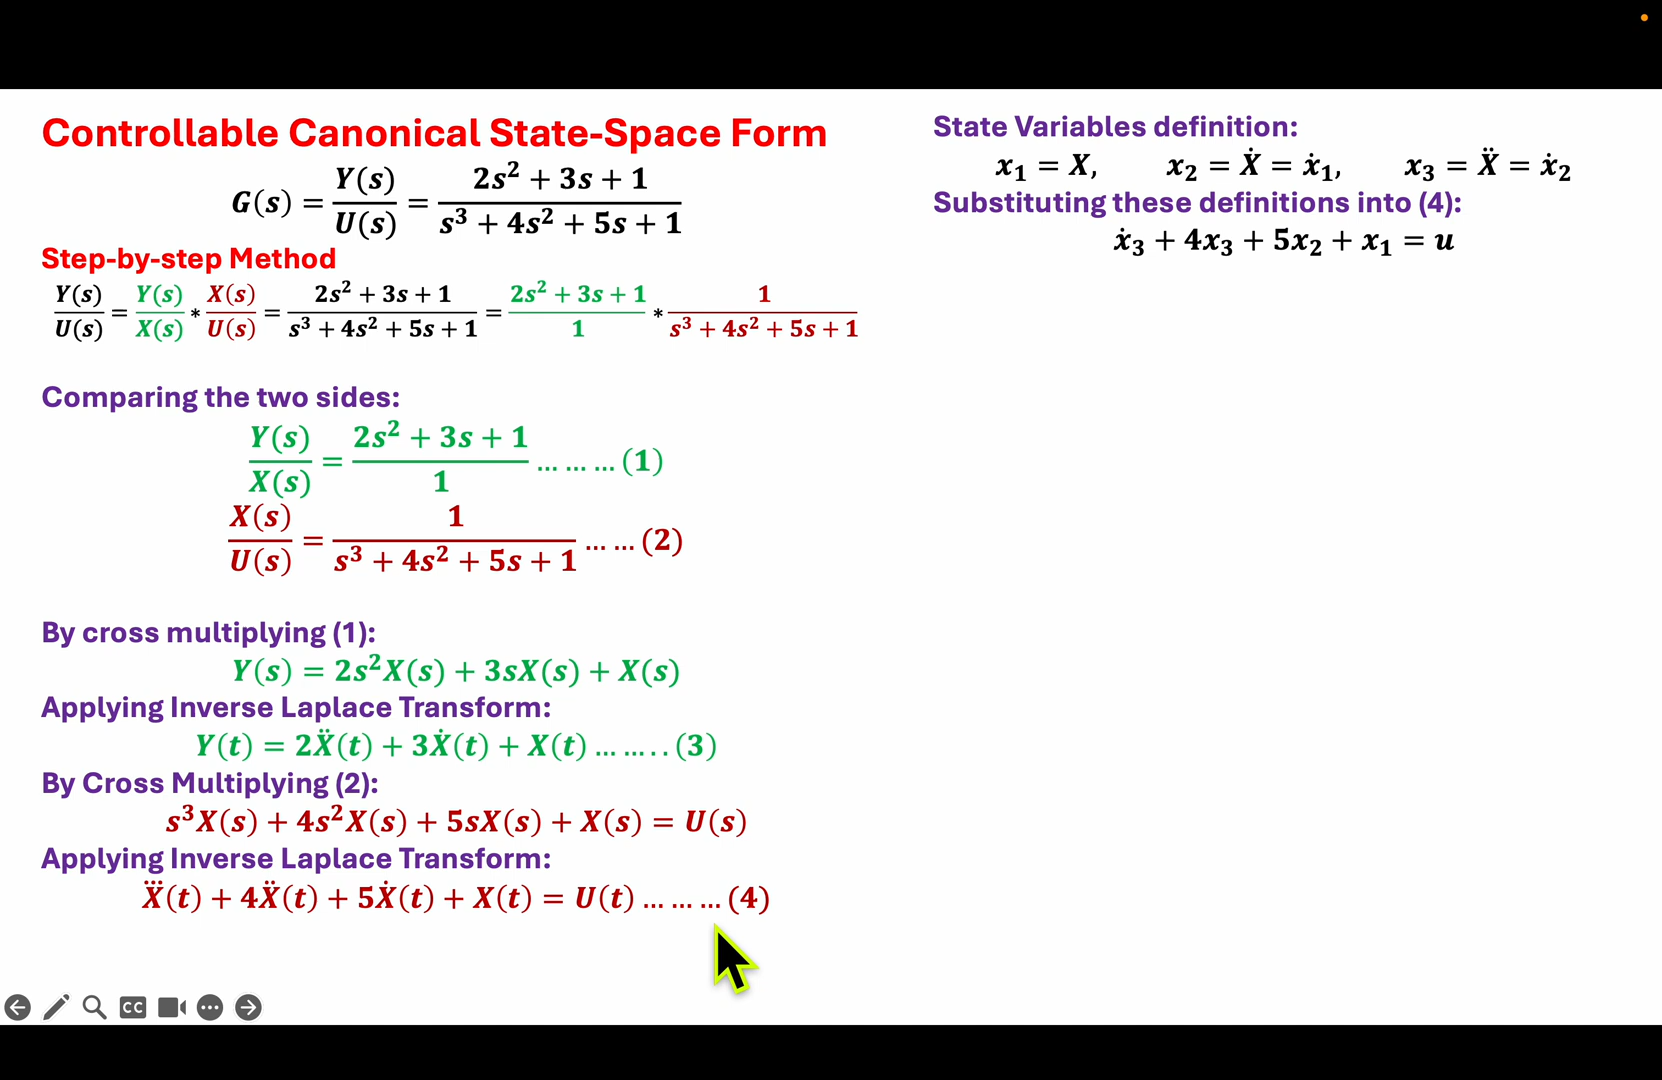 Controllable Canonical State-Space Form
G(s) = Y(s)/U(s) = (2s² + 3s + 1)/(s³ + 4s² + 5s + 1)
Step-by-step Method
Y(s)/U(s) = Y(s)/X(s) * X(s)/U(s) = (2s² + 3s + 1)/(s³ + 4s² + 5s + 1) = (2s² + 3s + 1)/1 * 1/(s³ + 4s² + 5s + 1)
Comparing the two sides:
Y(s)/X(s) = (2s² + 3s + 1)/1 … … … (1)
X(s)/U(s) = 1/(s³ + 4s² + 5s + 1) … … (2)
By cross multiplying (1):
Y(s) = 2s²X(s) + 3sX(s) + X(s)
Applying Inverse Laplace Transform:
Y(t) = 2Ẍ(t) + 3Ẋ(t) + X(t) … … . . (3)
By Cross Multiplying (2):
s³X(s) + 4s²X(s) + 5sX(s) + X(s) = U(s)
Applying Inverse Laplace Transform:
X⃛(t) + 4Ẍ(t) + 5Ẋ(t) + X(t) = U(t) … … … (4)
State Variables definition:
x₁ = X, x₂ = Ẋ = ẋ₁, x₃ = Ẍ = ẋ₂
Substituting these definitions into (4):
ẋ₃ + 4x₃ + 5x₂ + x₁ = u
CC